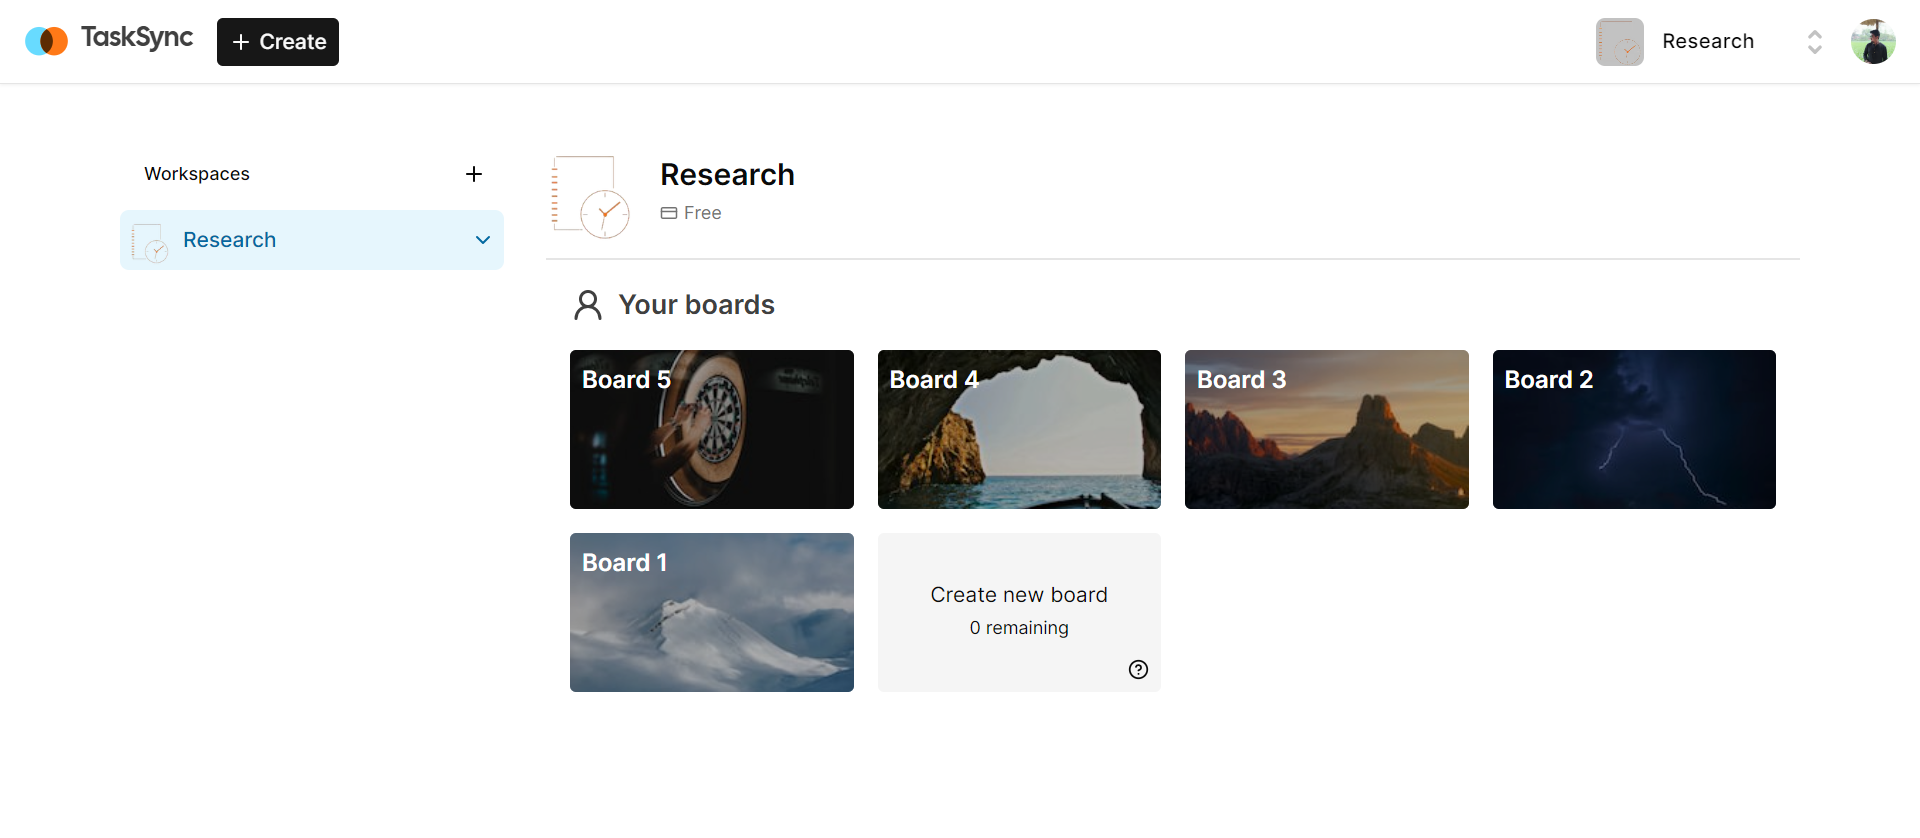 TaskSync
+ Create
Research
Workspaces
Research
Research
Free
Your boards
Board 5
Board 4
Board 3
Board 2
Board 1
Create new board
0 remaining